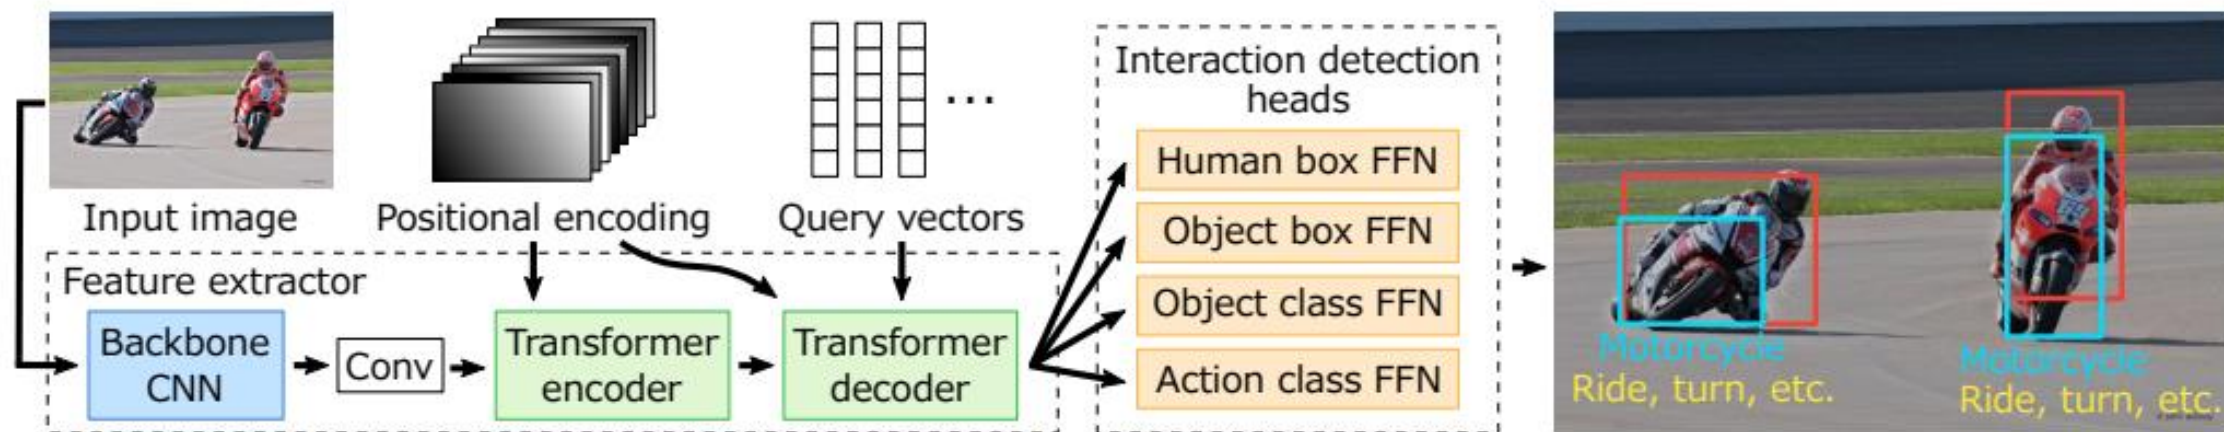 Input image
Positional encoding
Query vectors
...
Feature extractor
Backbone
CNN
Conv
Transformer
encoder
Transformer
decoder
Interaction detection
heads
Human box FFN
Object box FFN
Object class FFN
Action class FFN
Motorcycle
Ride, turn, etc.
Motorcycle
Ride, turn, etc.